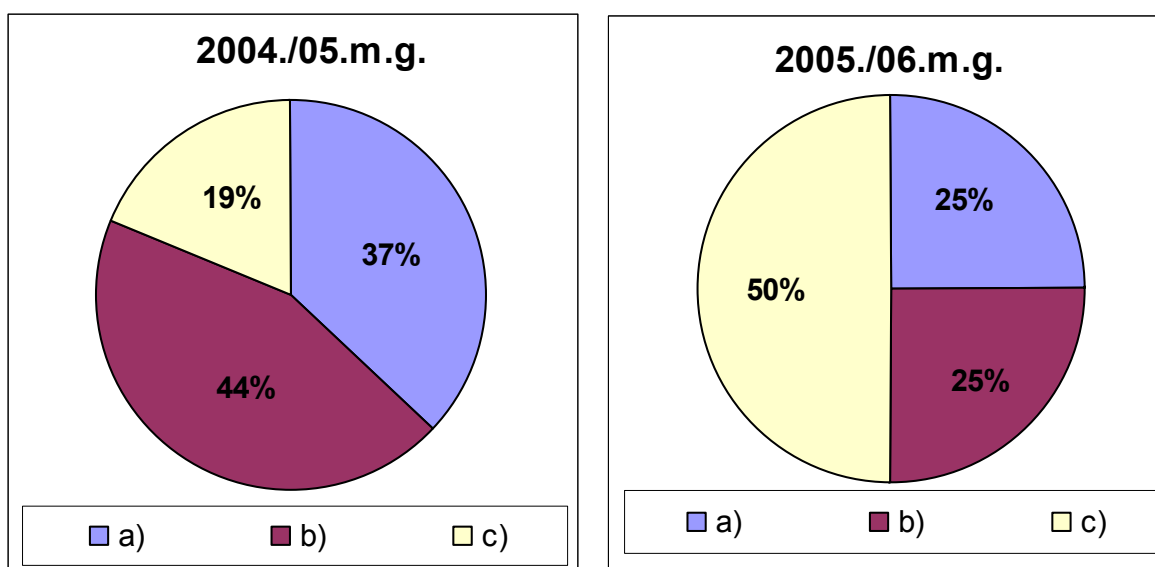 2004./05.m.g.
19%
37%
44%
a) b) c)
2005./06.m.g.
25%
50%
25%
a) b) c)